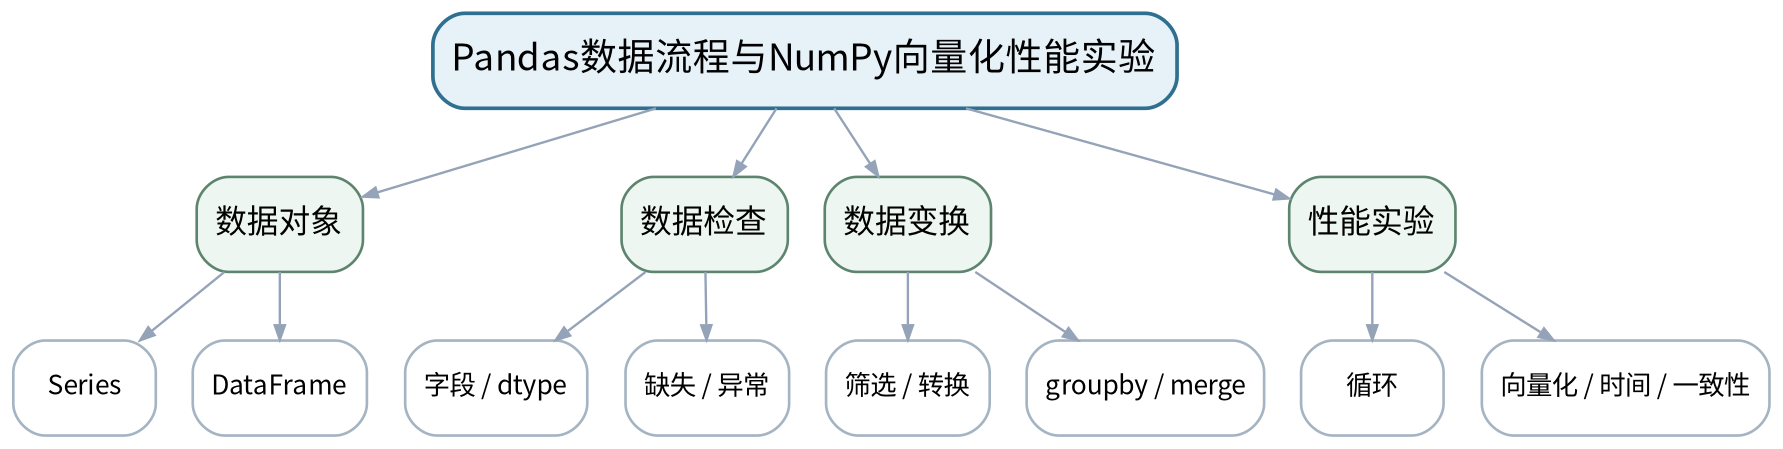 Pandas数据流程与NumPy向量化性能实验
数据对象
数据检查
数据变换
性能实验
Series
DataFrame
字段 / dtype
缺失 / 异常
筛选 / 转换
groupby / merge
循环
向量化 / 时间 / 一致性